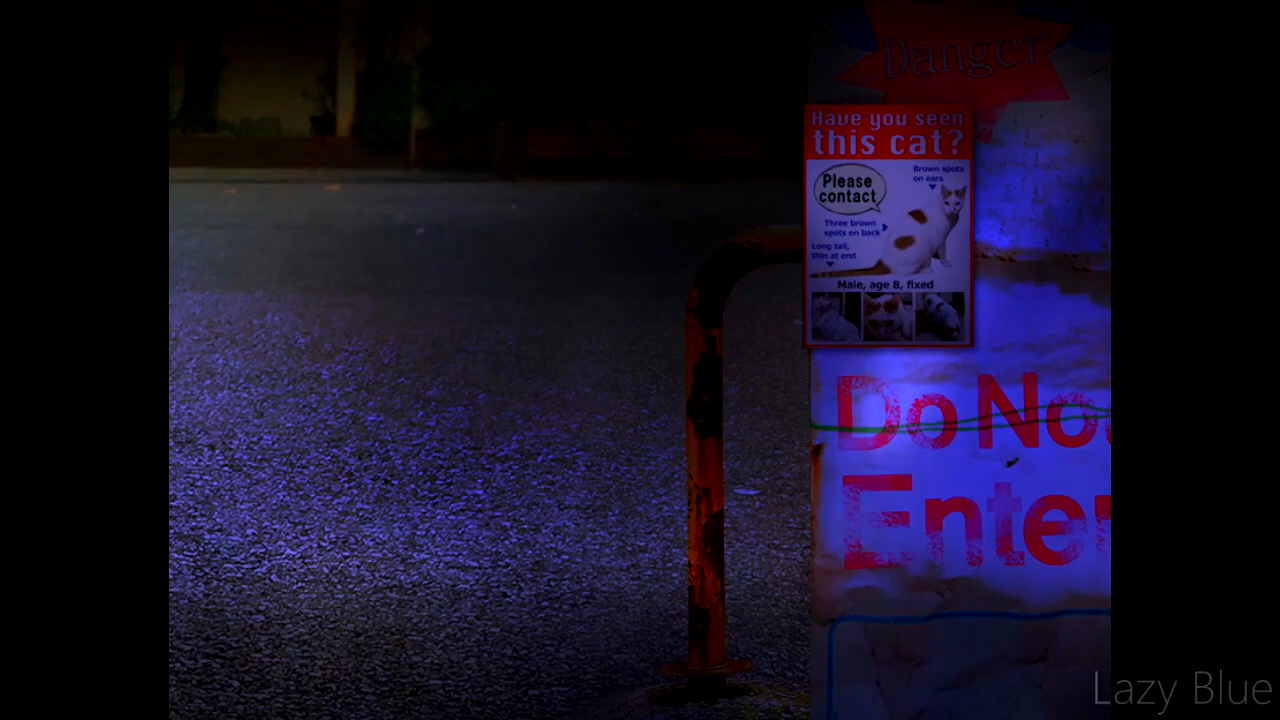 Danger
Have you seen
this cat?
Please
contact
Brown spots
on ears
Three brown
spots on back
Long tail,
thin at end
Male, age 8, fixed
Do No
Enter
Lazy Blue